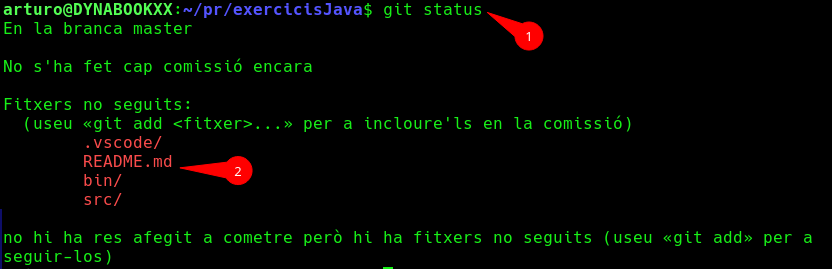 arturo@DYNABOOKXX:~/pr/exercicisJava$ git status
1
En la branca master
No s'ha fet cap comissió encara
Fitxers no seguits:
(useu «git add <fitxer>...» per a incloure'ls en la comissió)
.vscode/
README.md
2
bin/
src/
no hi ha res afegit a cometre però hi ha fitxers no seguits (useu «git add» per a
seguir-los)